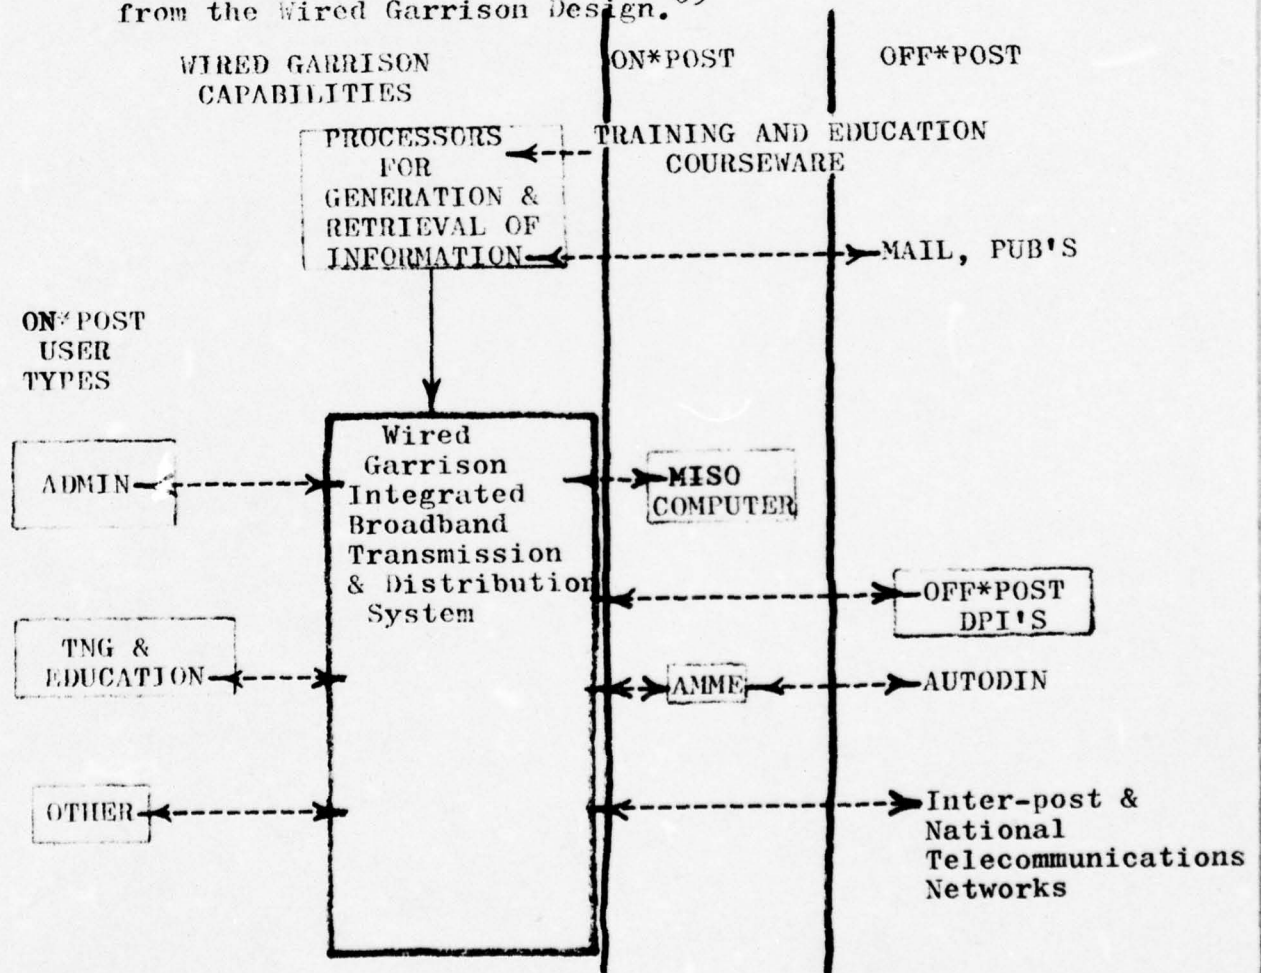 from the Wired Garrison Design.
WIRED GARRISON
CAPABILITIES
ON*POST
OFF*POST
PROCESSORS
FOR
GENERATION &
RETRIEVAL OF
INFORMATION
TRAINING AND EDUCATION
COURSEWARE
MAIL, PUB'S
ON*POST
USER
TYPES
ADMIN
Wired
Garrison
Integrated
Broadband
Transmission
& Distribution
System
MISO
COMPUTER
OFF*POST
DPI'S
TNG &
EDUCATION
AMME
AUTODIN
OTHER
Inter-post &
National
Telecommunications
Networks